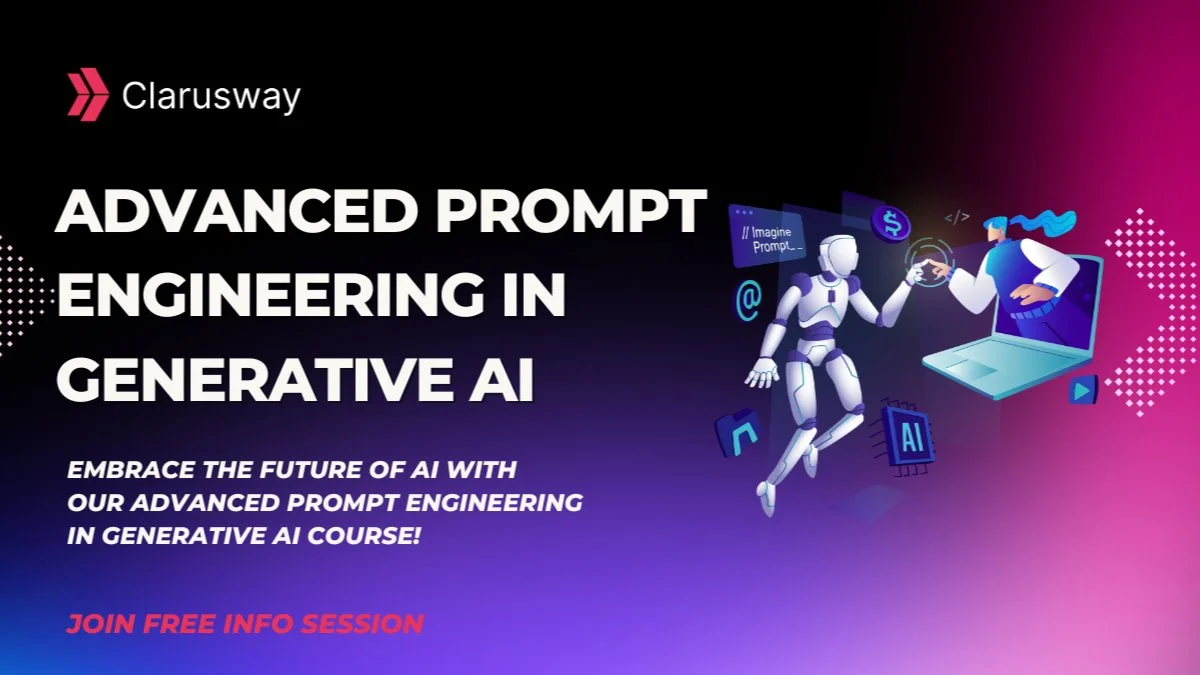 Clarusway
ADVANCED PROMPT
ENGINEERING IN
GENERATIVE AI
EMBRACE THE FUTURE OF AI WITH
OUR ADVANCED PROMPT ENGINEERING
IN GENERATIVE AI COURSE!
JOIN FREE INFO SESSION
// Imagine
Prompt_ _
$
</>
@
AI